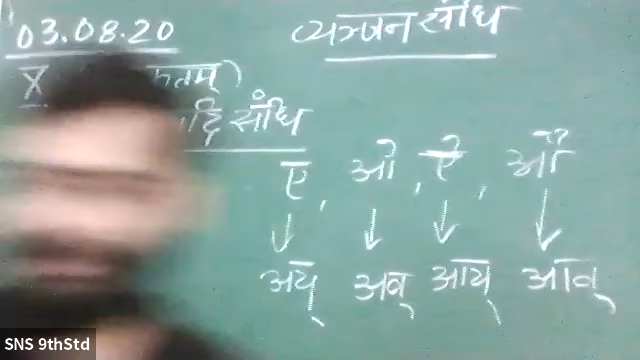 03.08.20
व्यञ्जन संधि
X
संधि
ए, ओ, ऐ, औ
↓ ↓ ↓ ↓
अय् अव् आय् आव्
SNS 9thStd